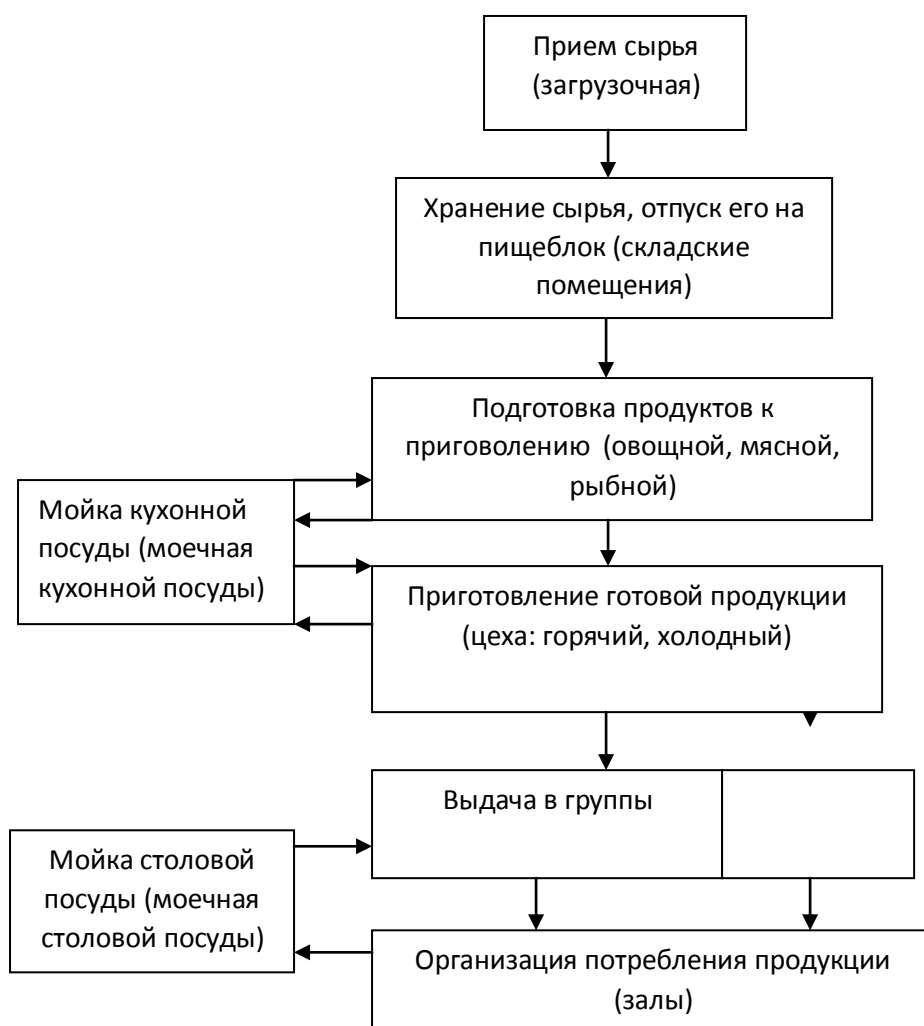 Прием сырья
(загрузочная)
Хранение сырья, отпуск его на
пищеблок (складские
помещения)
Подготовка продуктов к
приговолению (овощной, мясной,
рыбной)
Мойка кухонной
посуды (моечная
кухонной посуды)
Приготовление готовой продукции
(цеха: горячий, холодный)
Выдача в группы
Мойка столовой
посуды (моечная
столовой посуды)
Организация потребления продукции
(залы)